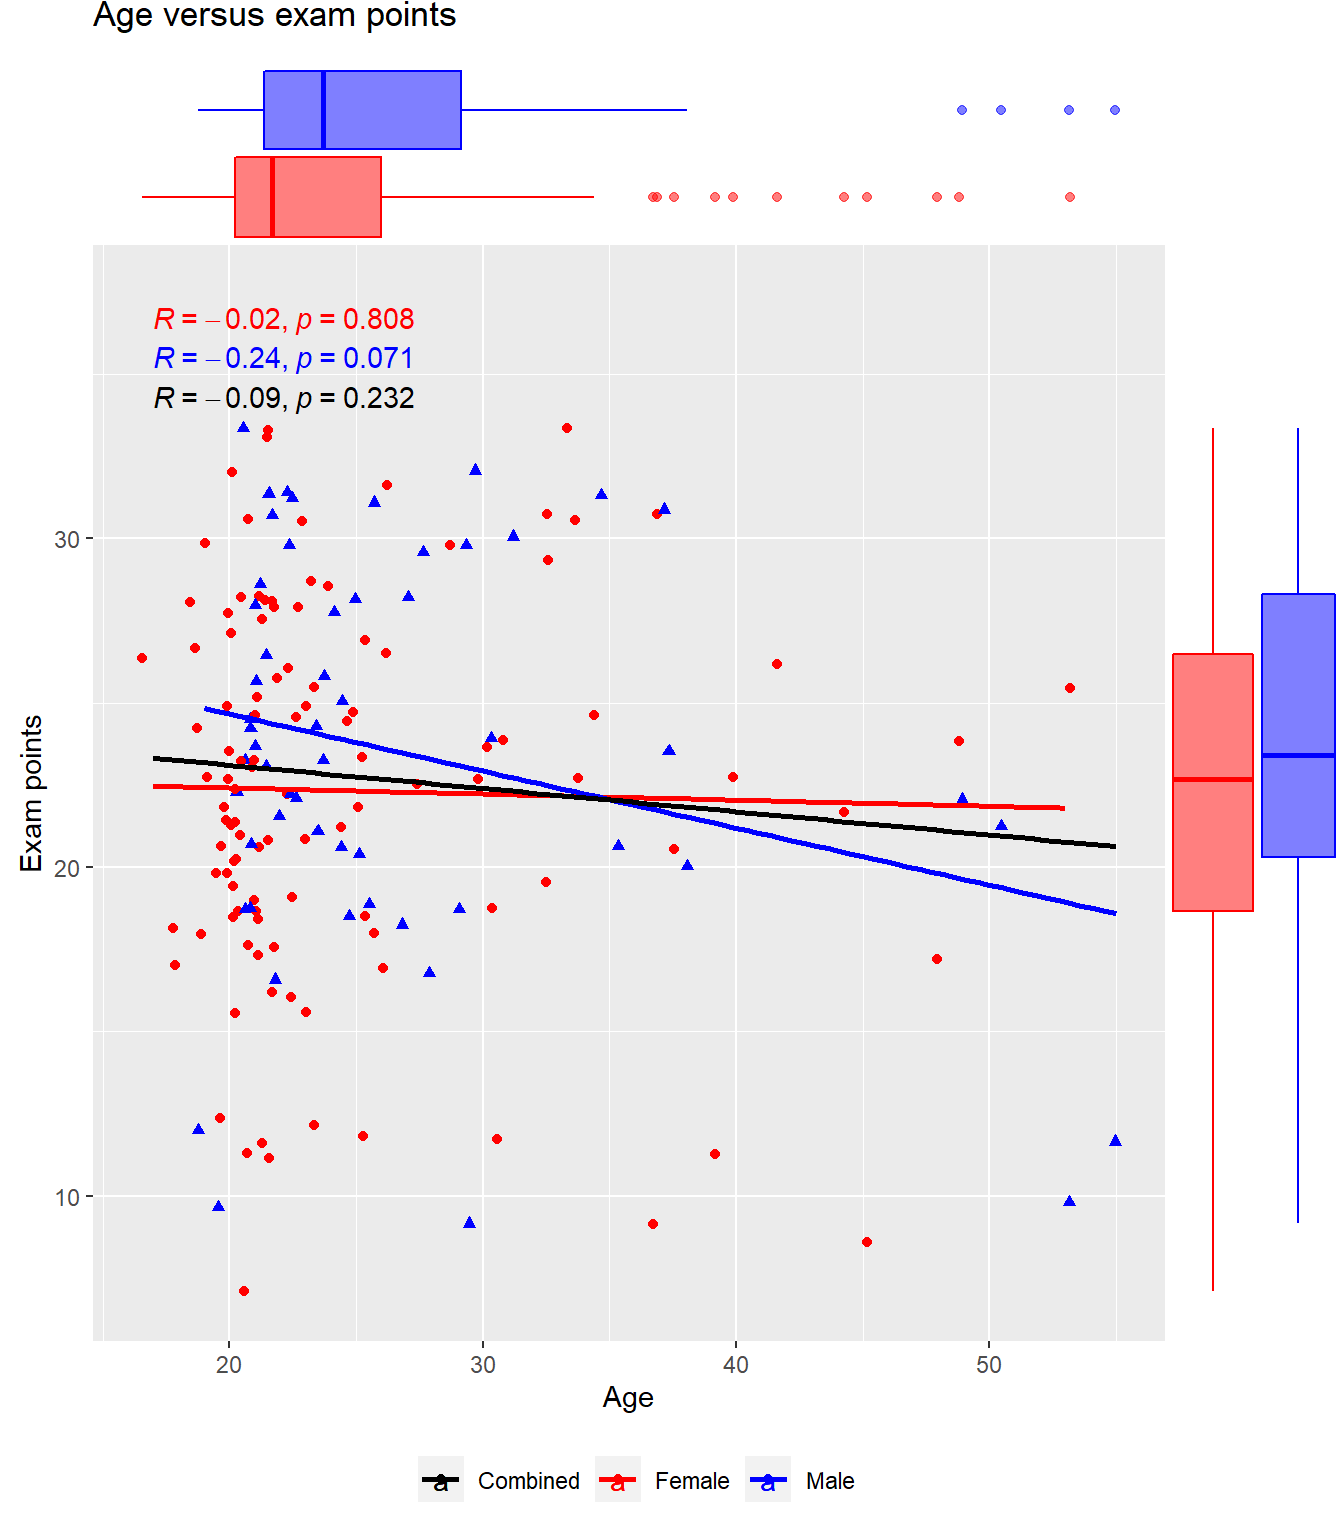 Age versus exam points
R = −0.02, p = 0.808
R = −0.24, p = 0.071
R = −0.09, p = 0.232
30
20
10
Exam points
20 30 40 50
Age
a Combined a Female a Male